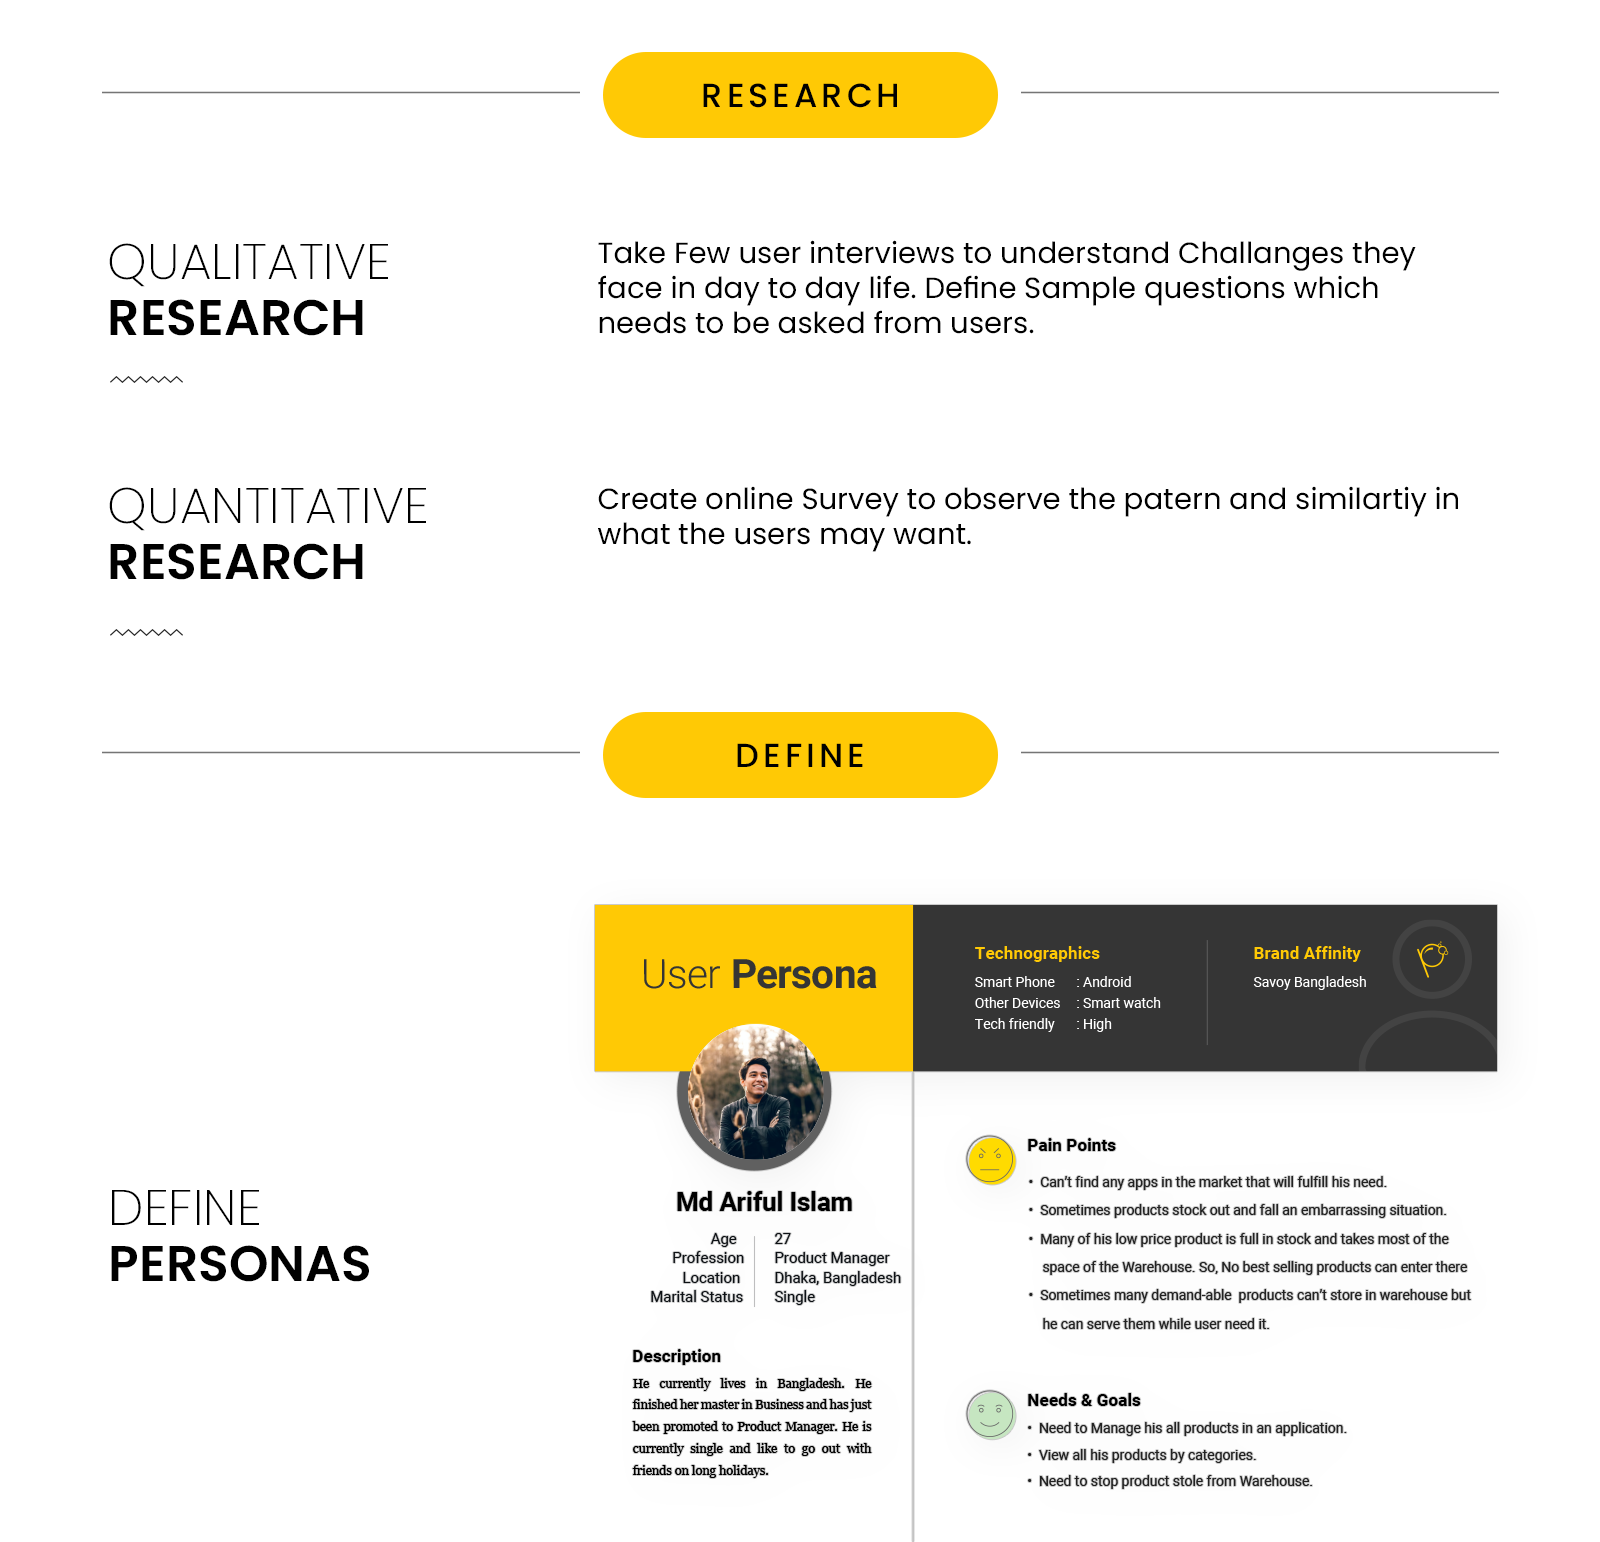 RESEARCH
QUALITATIVE
RESEARCH
Take Few user interviews to understand Challanges they
face in day to day life. Define Sample questions which
needs to be asked from users.
QUANTITATIVE
RESEARCH
Create online Survey to observe the patern and similartiy in
what the users may want.
DEFINE
DEFINE
PERSONAS
User Persona
Technographics
Smart Phone : Android
Other Devices : Smart watch
Tech friendly : High
Brand Affinity
Savoy Bangladesh
Md Ariful Islam
Age 27
Profession Product Manager
Location Dhaka, Bangladesh
Marital Status Single
Description
He currently lives in Bangladesh. He
finished her master in Business and has just
been promoted to Product Manager. He is
currently single and like to go out with
friends on long holidays.
Pain Points
• Can't find any apps in the market that will fulfill his need.
• Sometimes products stock out and fall an embarrassing situation.
• Many of his low price product is full in stock and takes most of the
space of the Warehouse. So, No best selling products can enter there
• Sometimes many demand-able products can't store in warehouse but
he can serve them while user need it.
Needs & Goals
• Need to Manage his all products in an application.
• View all his products by categories.
• Need to stop product stole from Warehouse.